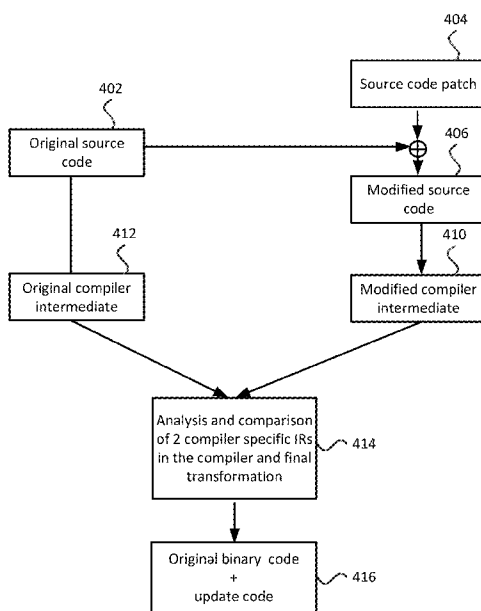 404
Source code patch
402
Original source
code
406
Modified source
code
412
Original compiler
intermediate
410
Modified compiler
intermediate
Analysis and comparison
of 2 compiler specific IRs
in the compiler and final
transformation
414
Original binary code
+
update code
416